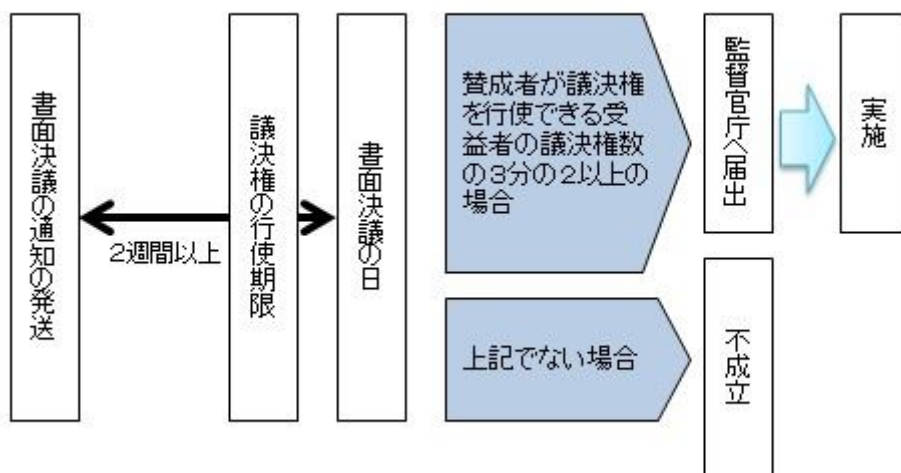 書面決議の通知の発送
2週間以上
議決権の行使期限
書面決議の日
賛成者が議決権
を行使できる受
益者の議決権数
の3分の2以上の
場合
監督官庁へ届出
実施
上記でない場合
不成立